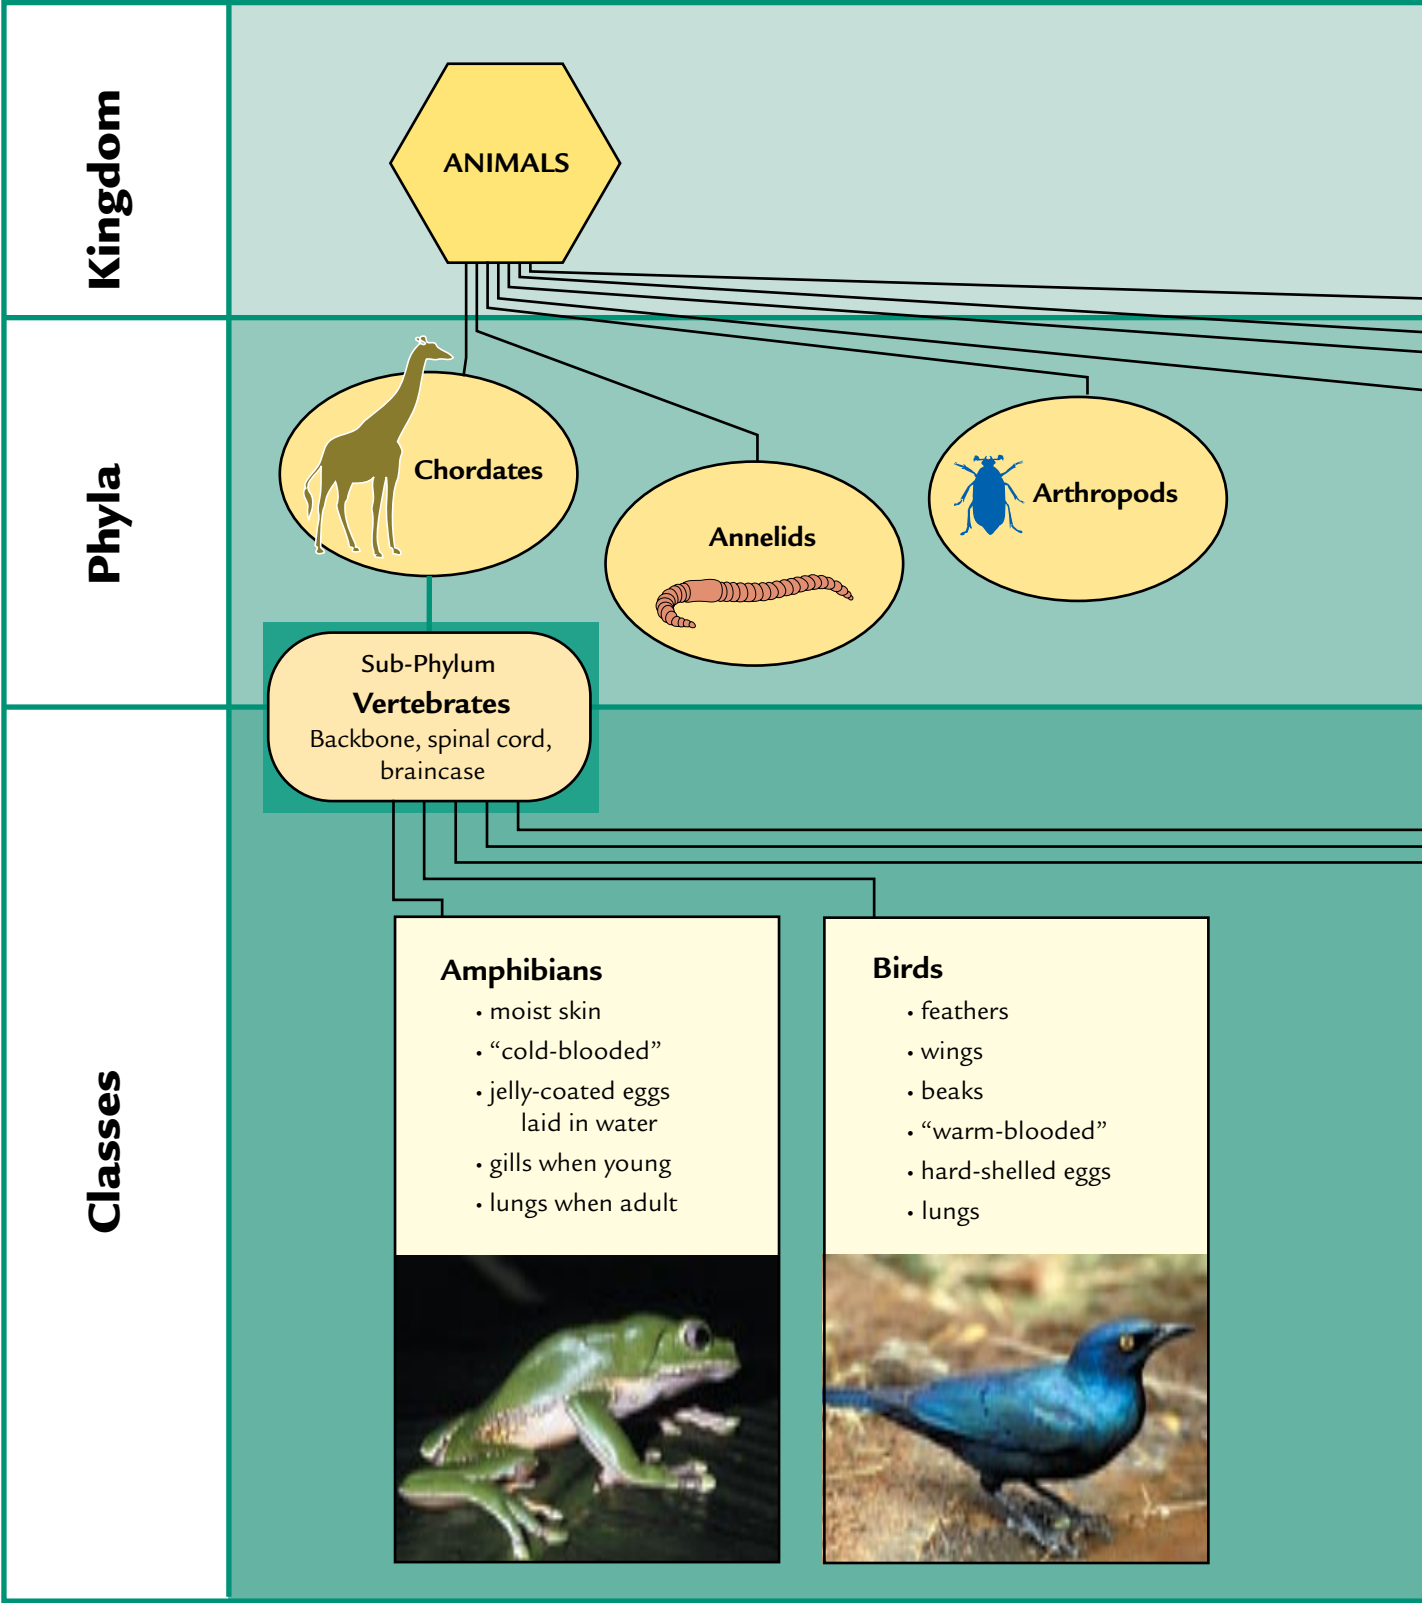 Kingdom
ANIMALS
Phyla
Chordates
Annelids
Arthropods
Sub-Phylum
Vertebrates
Backbone, spinal cord,
braincase
Classes
Amphibians
• moist skin
• “cold-blooded”
• jelly-coated eggs
laid in water
• gills when young
• lungs when adult
Birds
• feathers
• wings
• beaks
• “warm-blooded”
• hard-shelled eggs
• lungs